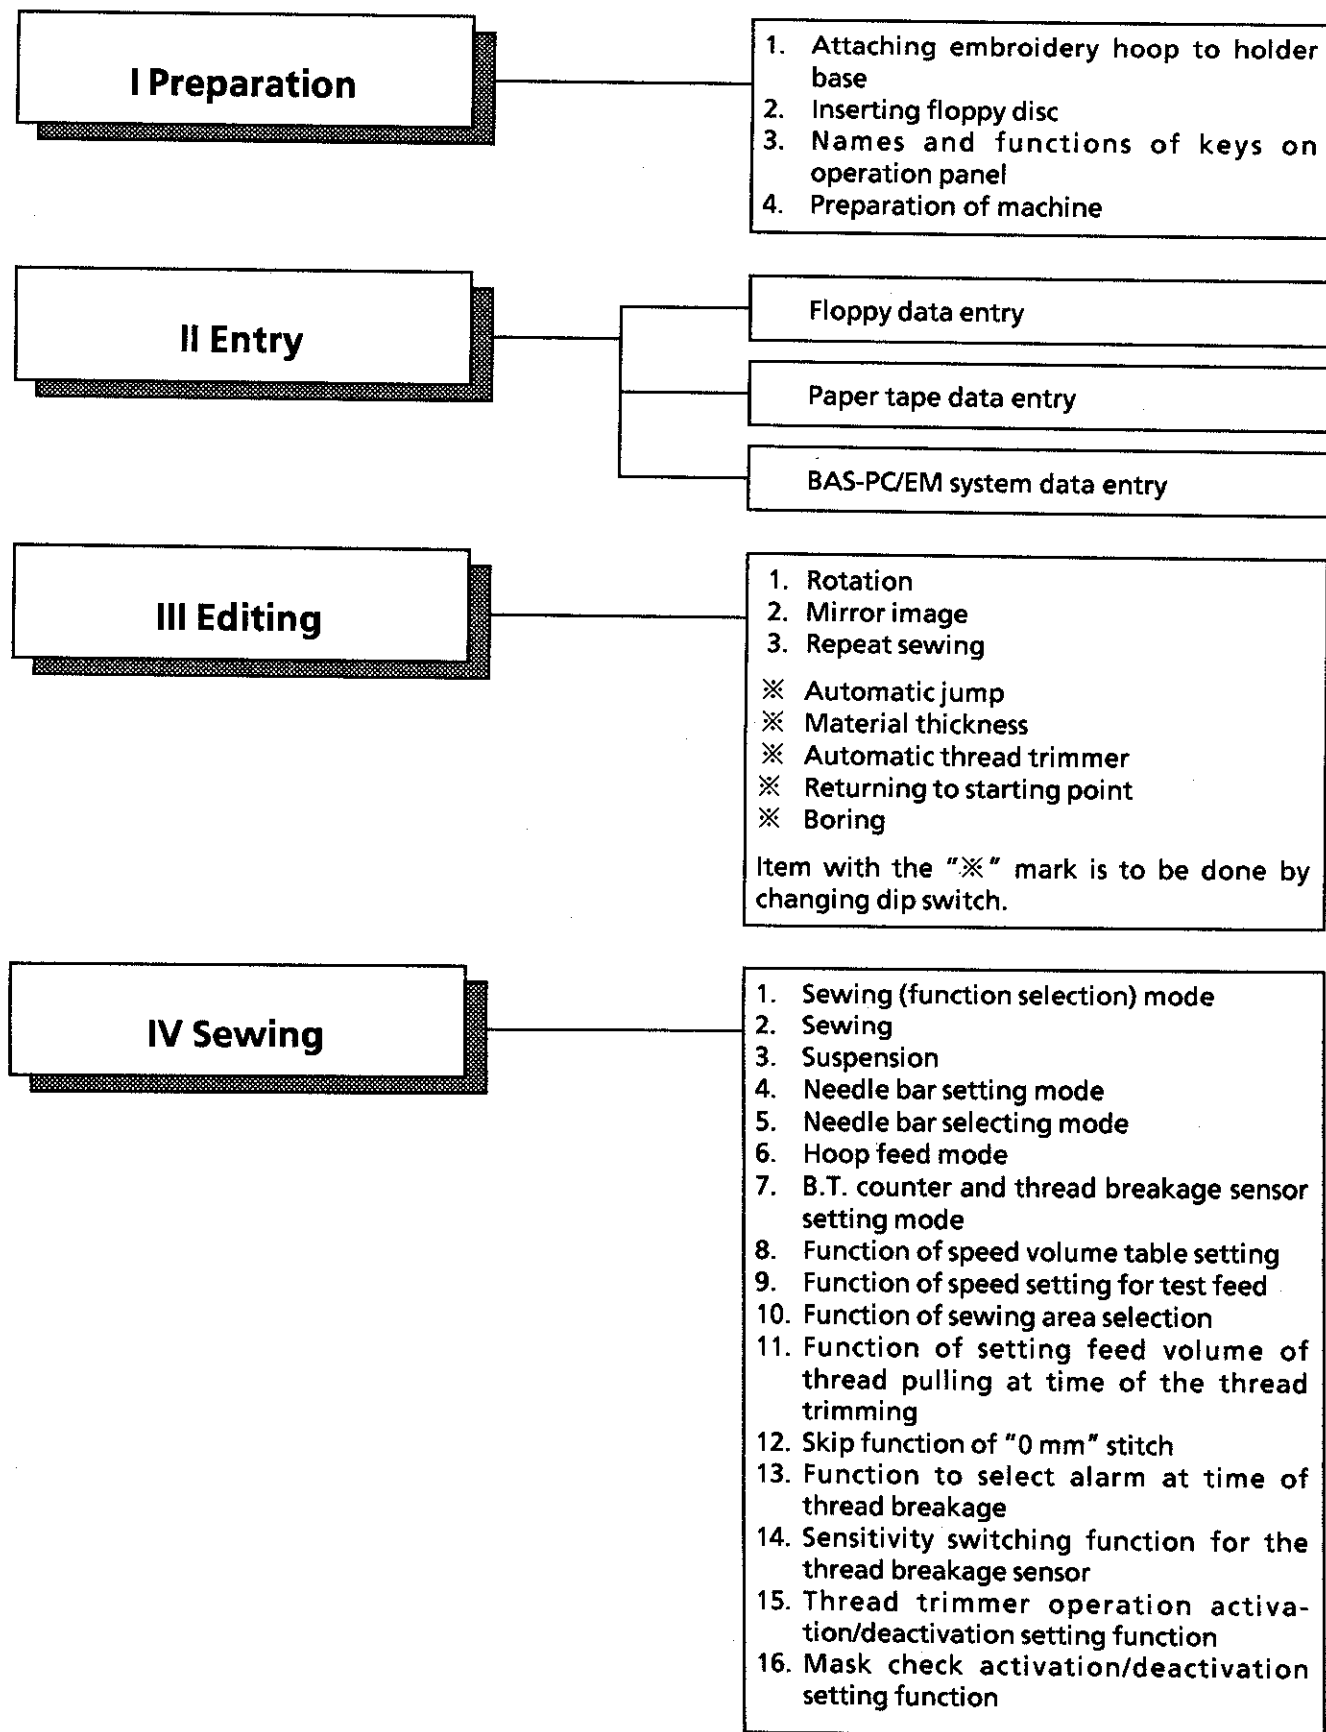 I Preparation
1. Attaching embroidery hoop to holder
base
2. Inserting floppy disc
3. Names and functions of keys on
operation panel
4. Preparation of machine
II Entry
Floppy data entry
Paper tape data entry
BAS-PC/EM system data entry
III Editing
1. Rotation
2. Mirror image
3. Repeat sewing
※ Automatic jump
※ Material thickness
※ Automatic thread trimmer
※ Returning to starting point
※ Boring
Item with the "※" mark is to be done by
changing dip switch.
IV Sewing
1. Sewing (function selection) mode
2. Sewing
3. Suspension
4. Needle bar setting mode
5. Needle bar selecting mode
6. Hoop feed mode
7. B.T. counter and thread breakage sensor
setting mode
8. Function of speed volume table setting
9. Function of speed setting for test feed
10. Function of sewing area selection
11. Function of setting feed volume of
thread pulling at time of the thread
trimming
12. Skip function of "0 mm" stitch
13. Function to select alarm at time of
thread breakage
14. Sensitivity switching function for the
thread breakage sensor
15. Thread trimmer operation activa-
tion/deactivation setting function
16. Mask check activation/deactivation
setting function